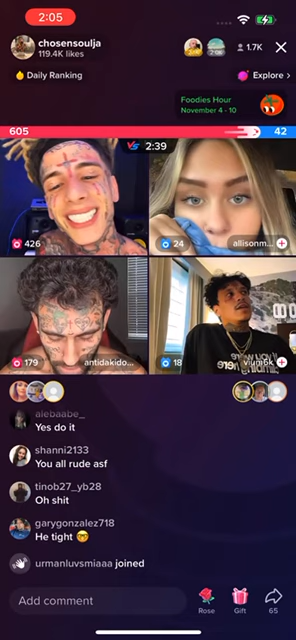 2:05
chosensoulja
119.4K likes
1.7K
Daily Ranking
Explore >
Foodies Hour
November 4 - 10
605
42
VS 2:39
426
24
allisonm...
179
antidakido...
18
alebaabe_
Yes do it
shanni2133
You all rude asf
tinob27_yb28
Oh shit
garygonzalez718
He tight 🤓
urmanluvsmiaaa joined
Add comment
Rose
Gift
65